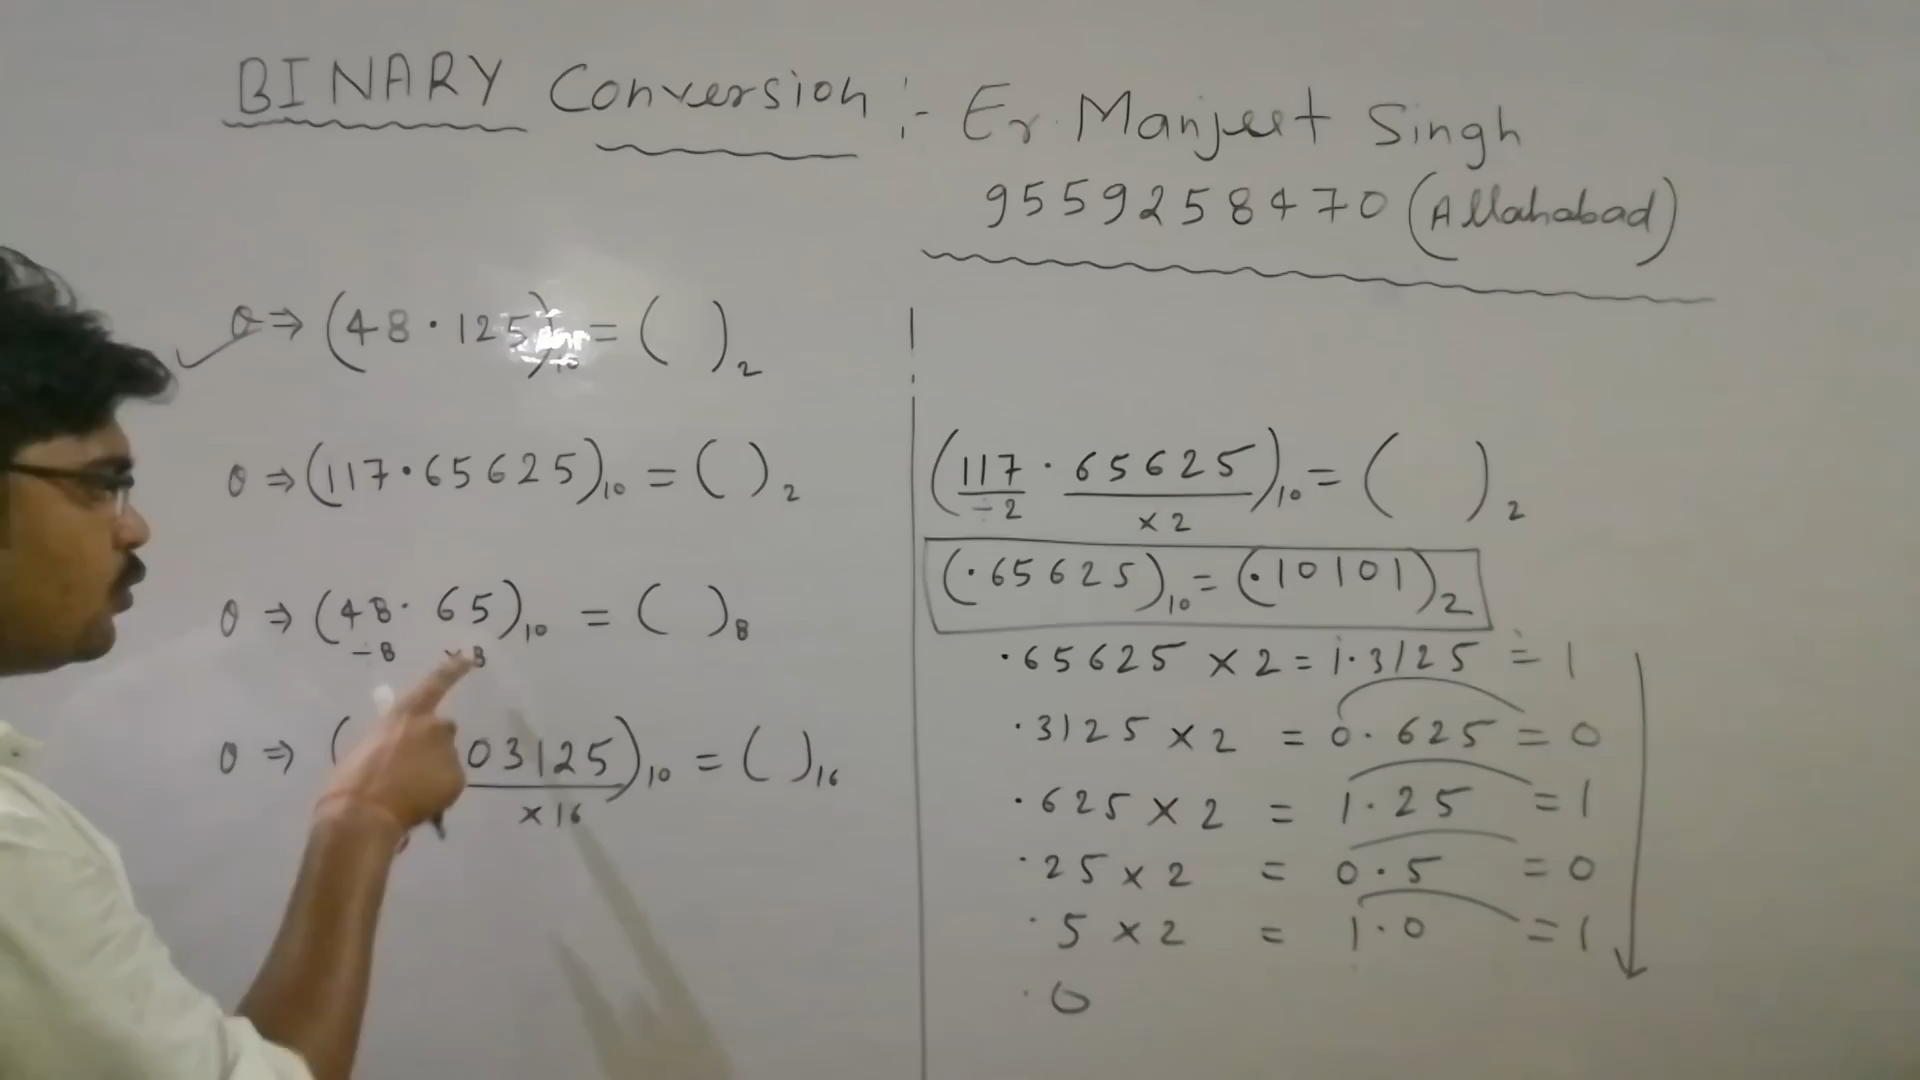 BINARY Conversion :- Er. Manjeet Singh
9559258470 (Allahabad)
Q ⇒ (48.125)10 = ( )2
Q ⇒ (117.65625)10 = ( )2
Q ⇒ (48.65)10 = ( )8
÷8 ×8
Q ⇒ ( 03125)10 = ( )16
×16
(117.65625)10 = ( )2
÷2 ×2
(.65625)10 = (.10101)2
.65625 × 2 = 1.3125 = 1
.3125 × 2 = 0.625 = 0
.625 × 2 = 1.25 = 1
.25 × 2 = 0.5 = 0
.5 × 2 = 1.0 = 1
.0